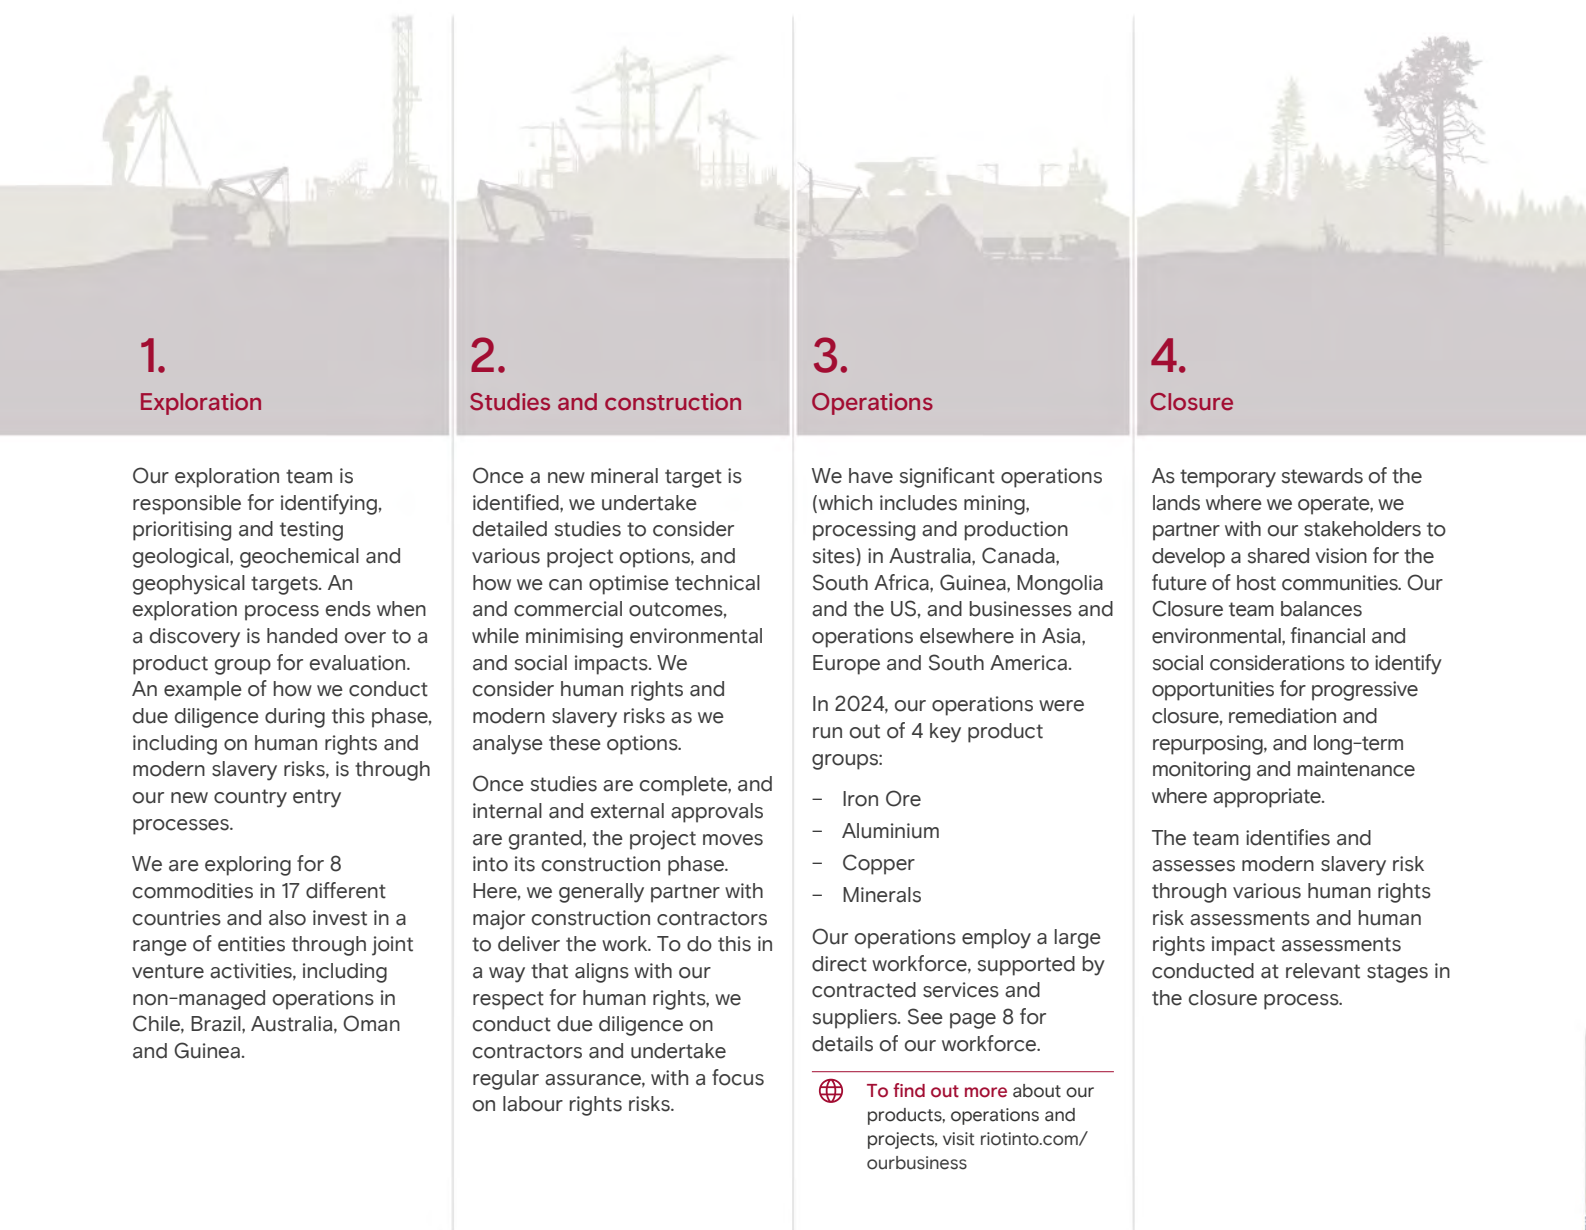 1.
Exploration
Our exploration team is
responsible for identifying,
prioritising and testing
geological, geochemical and
geophysical targets. An
exploration process ends when
a discovery is handed over to a
product group for evaluation.
An example of how we conduct
due diligence during this phase,
including on human rights and
modern slavery risks, is through
our new country entry
processes.
We are exploring for 8
commodities in 17 different
countries and also invest in a
range of entities through joint
venture activities, including
non-managed operations in
Chile, Brazil, Australia, Oman
and Guinea.
2.
Studies and construction
Once a new mineral target is
identified, we undertake
detailed studies to consider
various project options, and
how we can optimise technical
and commercial outcomes,
while minimising environmental
and social impacts. We
consider human rights and
modern slavery risks as we
analyse these options.
Once studies are complete, and
internal and external approvals
are granted, the project moves
into its construction phase.
Here, we generally partner with
major construction contractors
to deliver the work. To do this in
a way that aligns with our
respect for human rights, we
conduct due diligence on
contractors and undertake
regular assurance, with a focus
on labour rights risks.
3.
Operations
We have significant operations
(which includes mining,
processing and production
sites) in Australia, Canada,
South Africa, Guinea, Mongolia
and the US, and businesses and
operations elsewhere in Asia,
Europe and South America.
In 2024, our operations were
run out of 4 key product
groups:
– Iron Ore
– Aluminium
– Copper
– Minerals
Our operations employ a large
direct workforce, supported by
contracted services and
suppliers. See page 8 for
details of our workforce.
To find out more about our
products, operations and
projects, visit riotinto.com/
ourbusiness
4.
Closure
As temporary stewards of the
lands where we operate, we
partner with our stakeholders to
develop a shared vision for the
future of host communities. Our
Closure team balances
environmental, financial and
social considerations to identify
opportunities for progressive
closure, remediation and
repurposing, and long-term
monitoring and maintenance
where appropriate.
The team identifies and
assesses modern slavery risk
through various human rights
risk assessments and human
rights impact assessments
conducted at relevant stages in
the closure process.